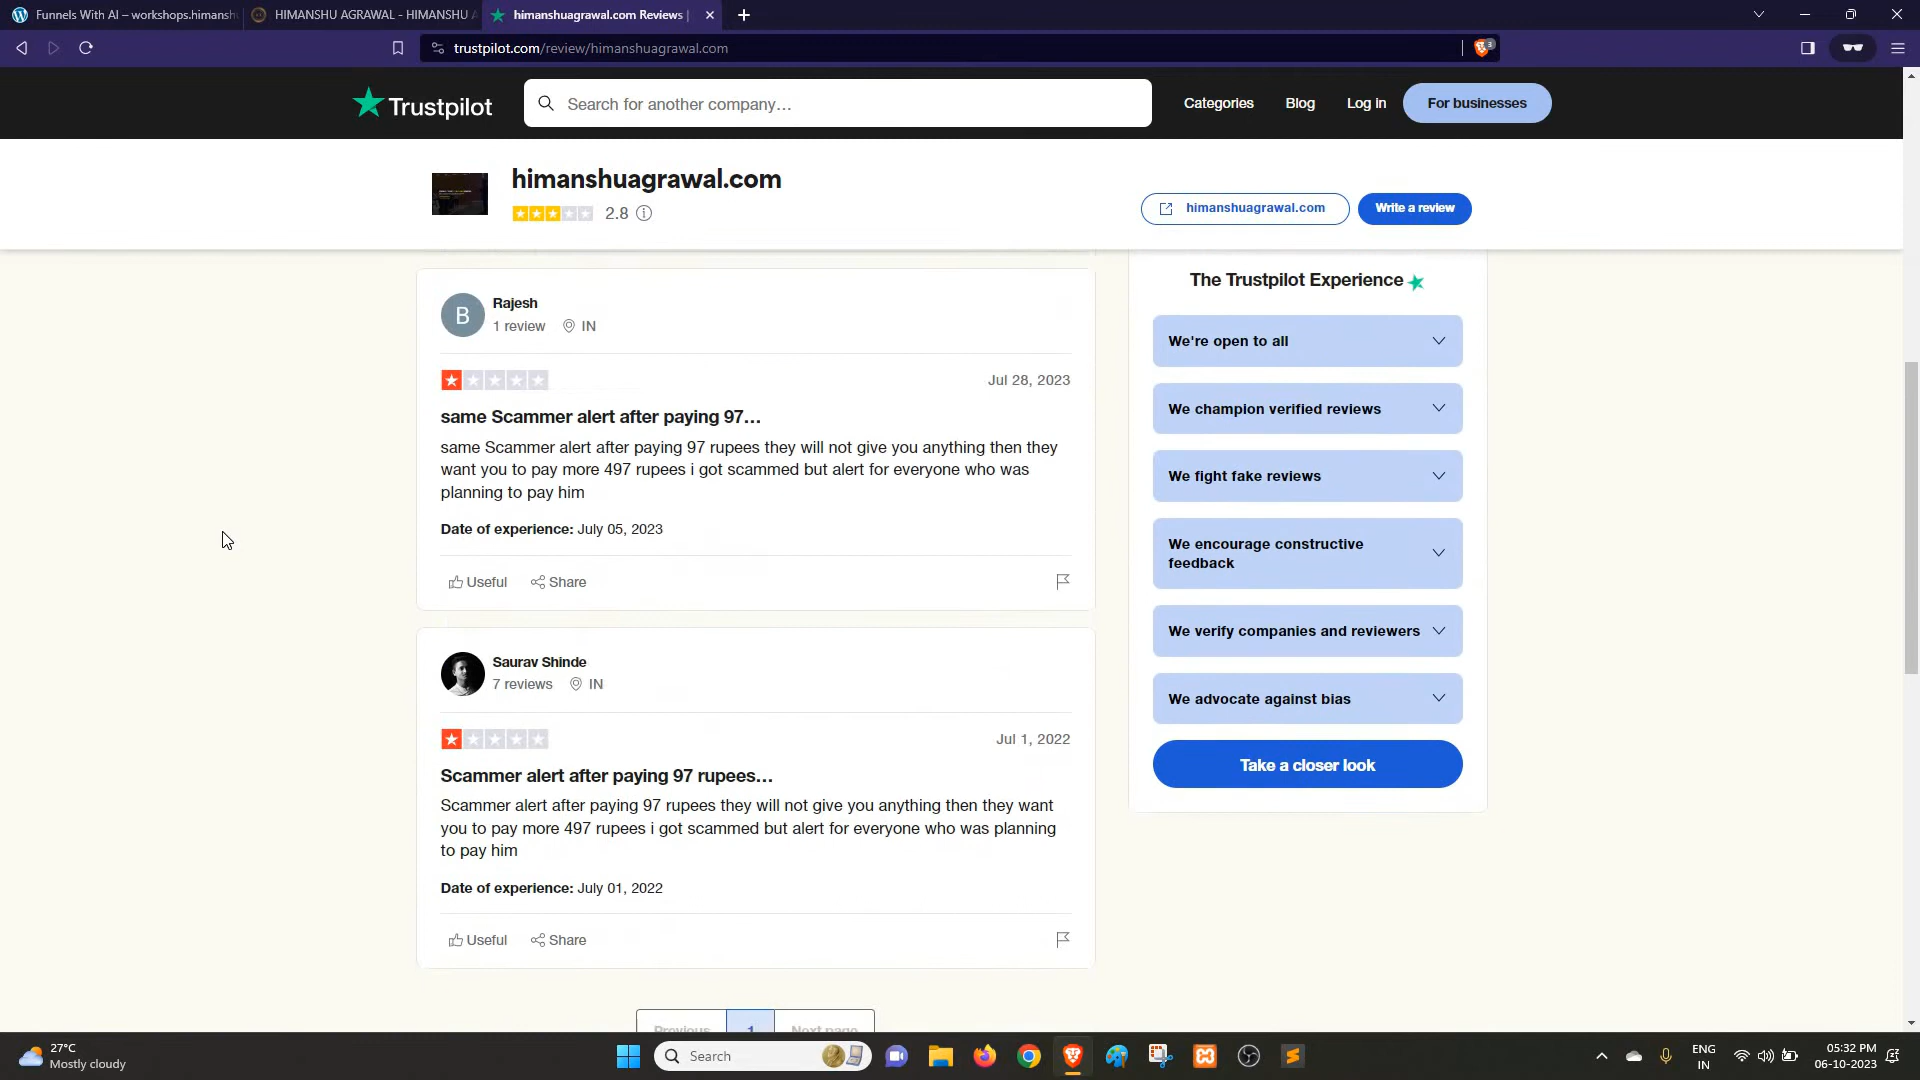 Funnels With AI – workshops.himansh
HIMANSHU AGRAWAL - HIMANSHU A
himanshuagrawal.com Reviews |
trustpilot.com/review/himanshuagrawal.com
3
Trustpilot
Search for another company…
Categories
Blog
Log in
For businesses
himanshuagrawal.com
2.8
himanshuagrawal.com
Write a review
B
Rajesh
1 review
IN
Jul 28, 2023
same Scammer alert after paying 97…
same Scammer alert after paying 97 rupees they will not give you anything then they
want you to pay more 497 rupees i got scammed but alert for everyone who was
planning to pay him
Date of experience: July 05, 2023
Useful
Share
Saurav Shinde
7 reviews
IN
Jul 1, 2022
Scammer alert after paying 97 rupees…
Scammer alert after paying 97 rupees they will not give you anything then they want
you to pay more 497 rupees i got scammed but alert for everyone who was planning
to pay him
Date of experience: July 01, 2022
Useful
Share
Previous
1
Next page
The Trustpilot Experience
We're open to all
We champion verified reviews
We fight fake reviews
We encourage constructive
feedback
We verify companies and reviewers
We advocate against bias
Take a closer look
27°C
Mostly cloudy
Search
ENG
IN
05:32 PM
06-10-2023